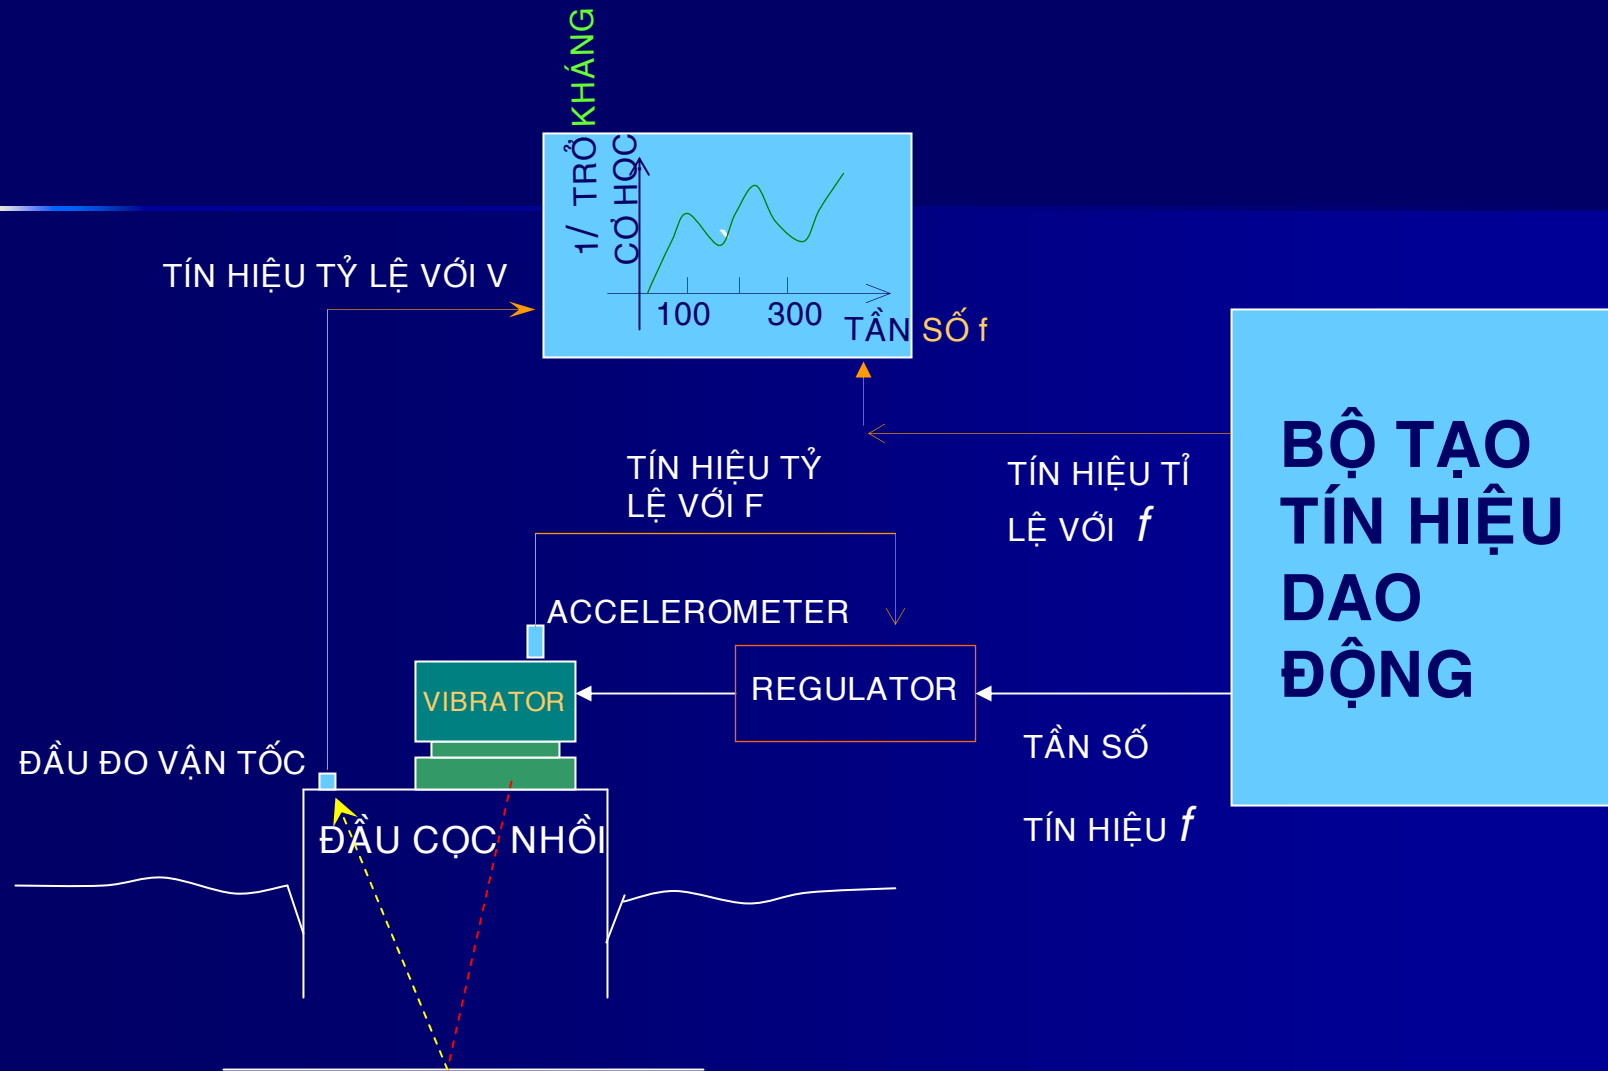 1/ TRỞ KHÁNG
CƠ HỌC
100 300
TẦN SỐ f
TÍN HIỆU TỶ LỆ VỚI V
TÍN HIỆU TỶ
LỆ VỚI F
TÍN HIỆU TỈ
LỆ VỚI f
BỘ TẠO
TÍN HIỆU
DAO
ĐỘNG
ACCELEROMETER
VIBRATOR
REGULATOR
TẦN SỐ
TÍN HIỆU f
ĐẦU ĐO VẬN TỐC
ĐẦU CỌC NHỒI